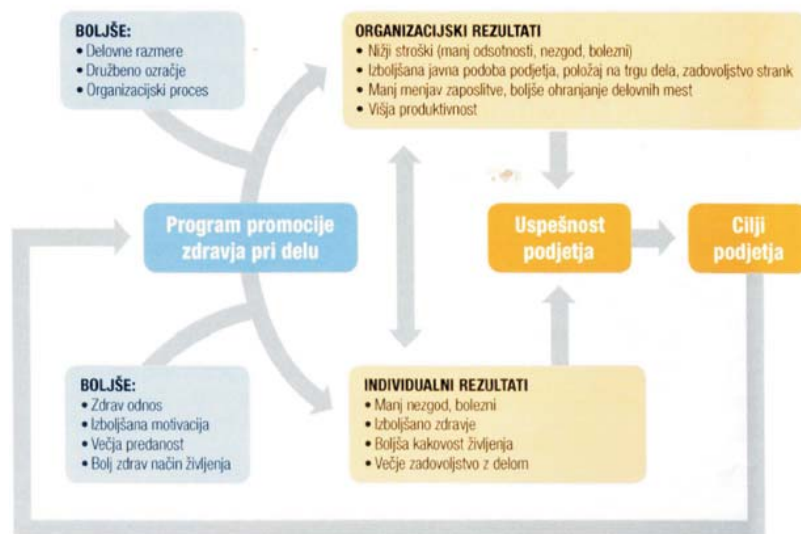 BOLJŠE:
• Delovne razmere
• Družbeno ozračje
• Organizacijski proces
ORGANIZACIJSKI REZULTATI
• Nižji stroški (manj odsotnosti, nezgod, bolezni)
• Izboljšana javna podoba podjetja, položaj na trgu dela, zadovoljstvo strank
• Manj menjav zaposlitve, boljše ohranjanje delovnih mest
• Višja produktivnost
Program promocije
zdravja pri delu
Uspešnost
podjetja
Cilji
podjetja
BOLJŠE:
• Zdrav odnos
• Izboljšana motivacija
• Večja predanost
• Bolj zdrav način življenja
INDIVIDUALNI REZULTATI
• Manj nezgod, bolezni
• Izboljšano zdravje
• Boljša kakovost življenja
• Večje zadovoljstvo z delom